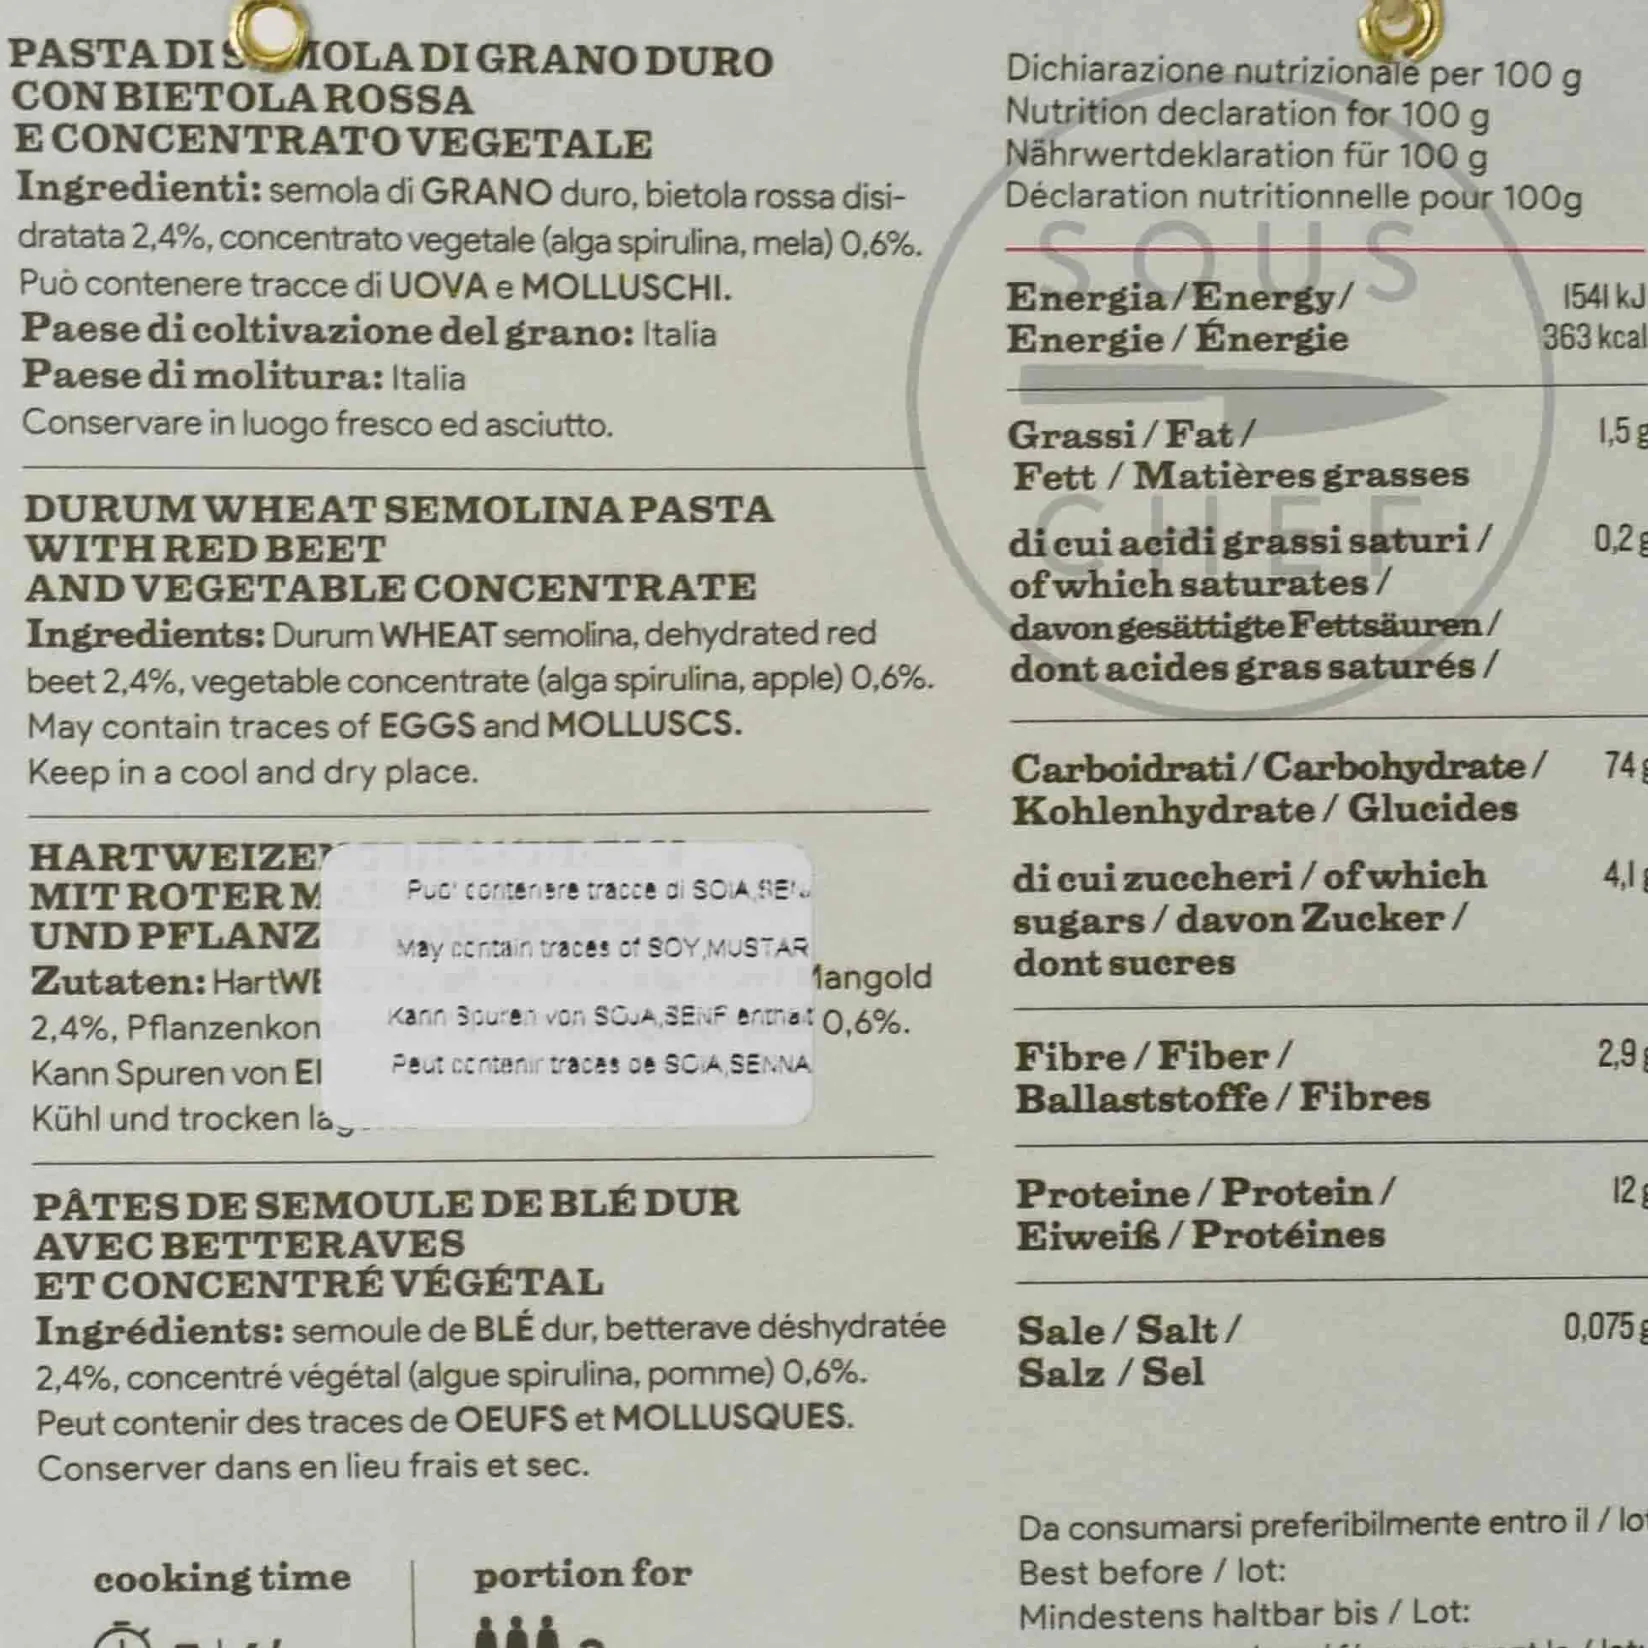 PASTA DI SEMOLA DI GRANO DURO
CON BIETOLA ROSSA
E CONCENTRATO VEGETALE
Ingredienti: semola di GRANO duro, bietola rossa disi-
dratata 2,4%, concentrato vegetale (alga spirulina, mela) 0,6%.
Può contenere tracce di UOVA e MOLLUSCHI.
Paese di coltivazione del grano: Italia
Paese di molitura: Italia
Conservare in luogo fresco ed asciutto.
DURUM WHEAT SEMOLINA PASTA
WITH RED BEET
AND VEGETABLE CONCENTRATE
Ingredients: Durum WHEAT semolina, dehydrated red
beet 2,4%, vegetable concentrate (alga spirulina, apple) 0,6%.
May contain traces of EGGS and MOLLUSCS.
Keep in a cool and dry place.
HARTWEIZEN
MIT ROTER M
UND PFLANZ
Zutaten: HartWE Mangold
2,4%, Pflanzenkon 0,6%.
Kann Spuren von EI
Kühl und trocken lag
Puo' contenere tracce di SOIA,SEN
May contain traces of SOY,MUSTAR
Kann Spuren von SOJA,SENF enthalt
Peut contenir traces de SOIA,SENNA
PÂTES DE SEMOULE DE BLÉ DUR
AVEC BETTERAVES
ET CONCENTRÉ VÉGÉTAL
Ingrédients: semoule de BLÉ dur, betterave déshydratée
2,4%, concentré végétal (algue spirulina, pomme) 0,6%.
Peut contenir des traces de OEUFS et MOLLUSQUES.
Conserver dans en lieu frais et sec.
cooking time
portion for
Dichiarazione nutrizionale per 100 g
Nutrition declaration for 100 g
Nährwertdeklaration für 100 g
Déclaration nutritionnelle pour 100g
SOUS
CHEF
Energia / Energy / 1541 kJ
Energie / Énergie 363 kcal
Grassi / Fat / 1,5 g
Fett / Matières grasses
di cui acidi grassi saturi / 0,2 g
of which saturates /
davon gesättigte Fettsäuren /
dont acides gras saturés /
Carboidrati / Carbohydrate / 74 g
Kohlenhydrate / Glucides
di cui zuccheri / of which 4,1 g
sugars / davon Zucker /
dont sucres
Fibre / Fiber / 2,9 g
Ballaststoffe / Fibres
Proteine / Protein / 12 g
Eiweiß / Protéines
Sale / Salt / 0,075 g
Salz / Sel
Da consumarsi preferibilmente entro il / lot
Best before / lot:
Mindestens haltbar bis / Lot: